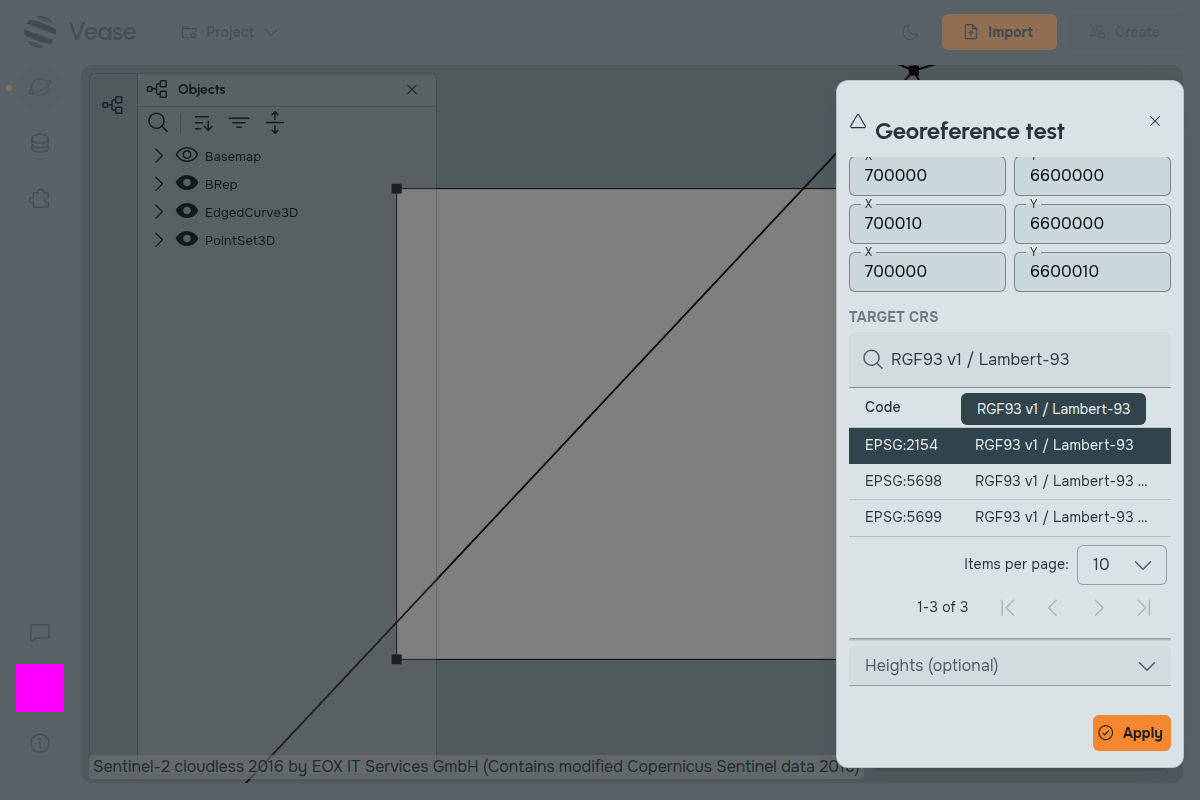 Vease
Project
Import
Create
Objects
Basemap
BRep
EdgedCurve3D
PointSet3D
Georeference test
X
700000
6600000
X
700010
Y
6600000
X
700000
Y
6600010
TARGET CRS
RGF93 v1 / Lambert-93
Code
RGF93 v1 / Lambert-93
EPSG:2154 RGF93 v1 / Lambert-93
EPSG:5698 RGF93 v1 / Lambert-93 ...
EPSG:5699 RGF93 v1 / Lambert-93 ...
Items per page: 10
1-3 of 3
Heights (optional)
Apply
Sentinel-2 cloudless 2016 by EOX IT Services GmbH (Contains modified Copernicus Sentinel data 2016)